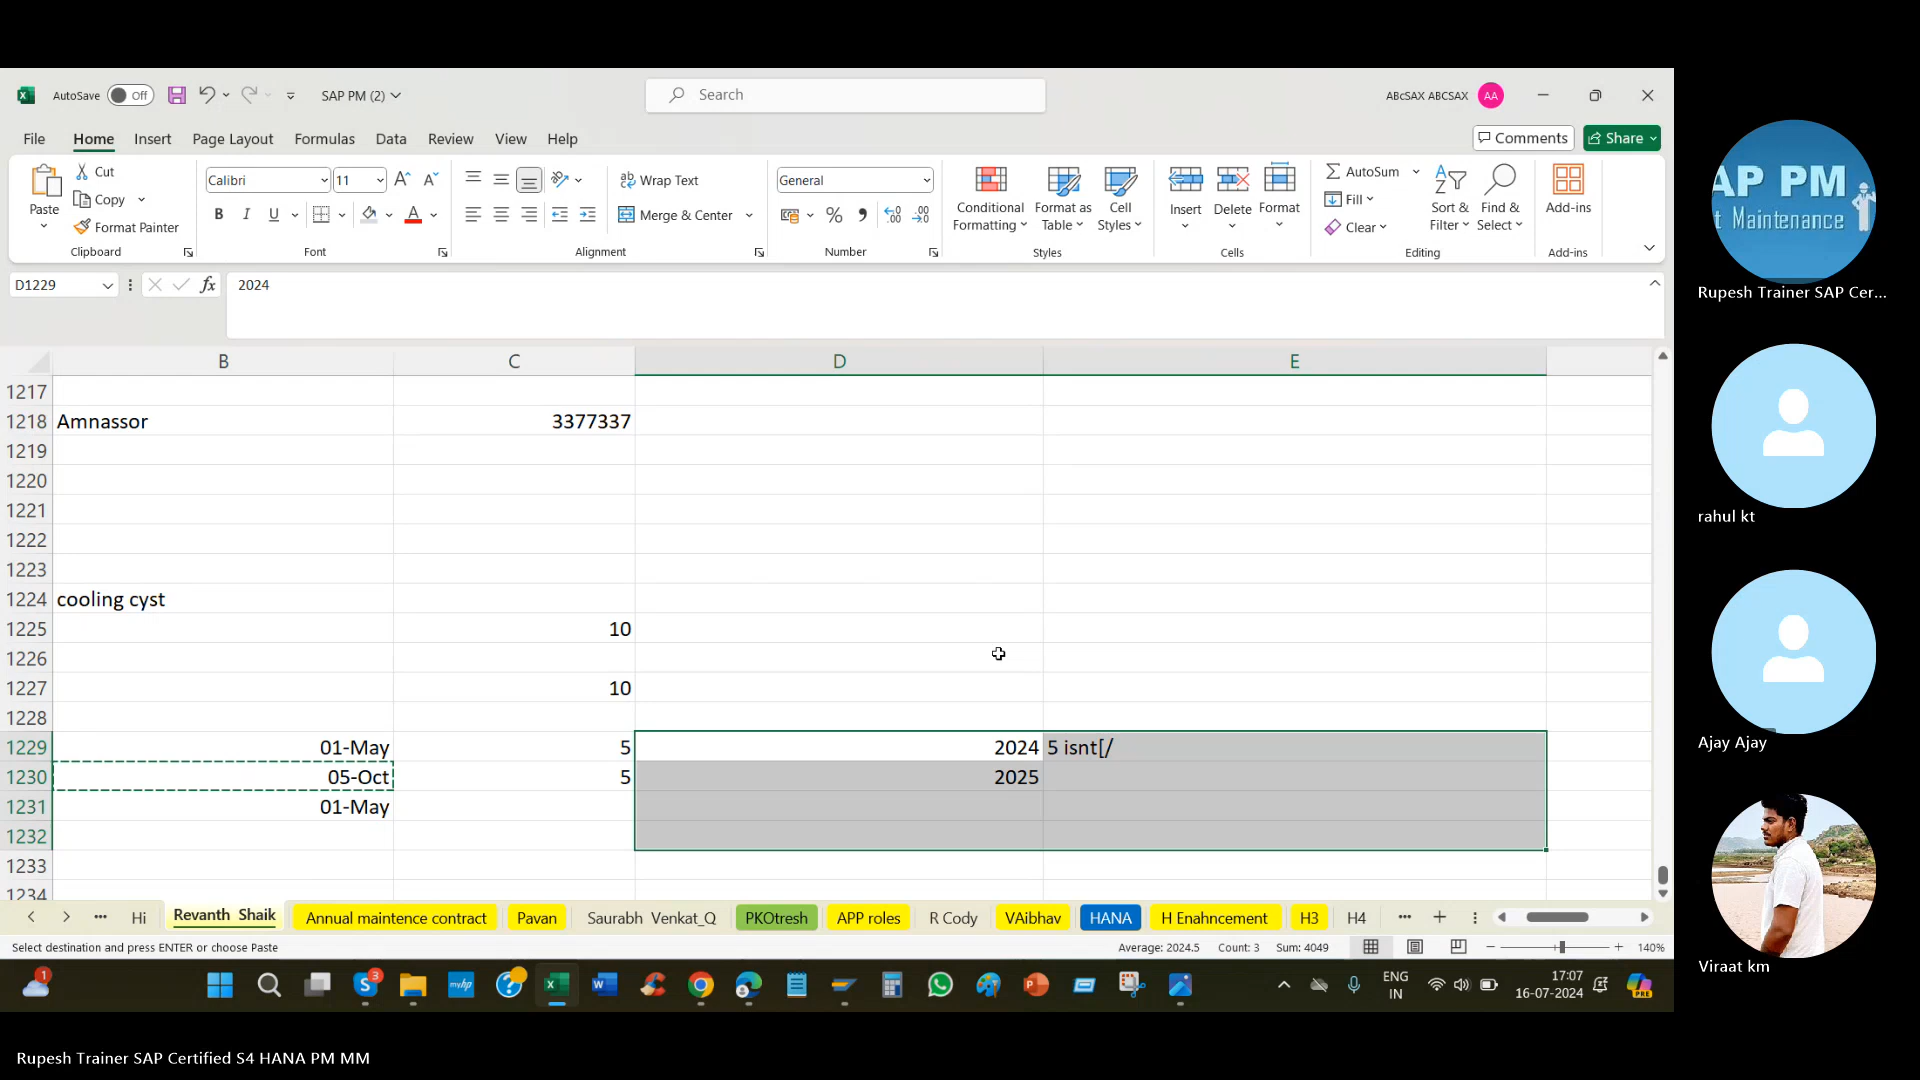 AutoSave Off SAP PM (2) Search ABcSAX ABCSAX AA
File Home Insert Page Layout Formulas Data Review View Help Comments Share
Cut
Copy
Format Painter
Paste
Clipboard
Calibri 11
B I U A
Font
Wrap Text
Merge & Center
Alignment
General
Number
Conditional Formatting
Format as Table
Cell Styles
Styles
Insert Delete Format
Cells
AutoSum
Fill
Clear
Sort & Filter
Find & Select
Editing
Add-ins
Add-ins
D1229 fx 2024
B C D E
1217
1218 Amnassor 3377337
1219
1220
1221
1222
1223
1224 cooling cyst
1225 10
1226
1227 10
1228
1229 01-May 5 2024 5 isnt[/
1230 05-Oct 5 2025
1231 01-May
1232
1233
1234
Hi Revanth Shaik Annual maintence contract Pavan Saurabh Venkat_Q PKOtresh APP roles R Cody VAibhav HANA H Enahncement H3 H4
Select destination and press ENTER or choose Paste Average: 2024.5 Count: 3 Sum: 4049 140%
1 3 ENG IN 17:07 16-07-2024 PRE
AP PM
t Maintenance
Rupesh Trainer SAP Cer...
rahul kt
Ajay Ajay
Viraat km
Rupesh Trainer SAP Certified S4 HANA PM MM